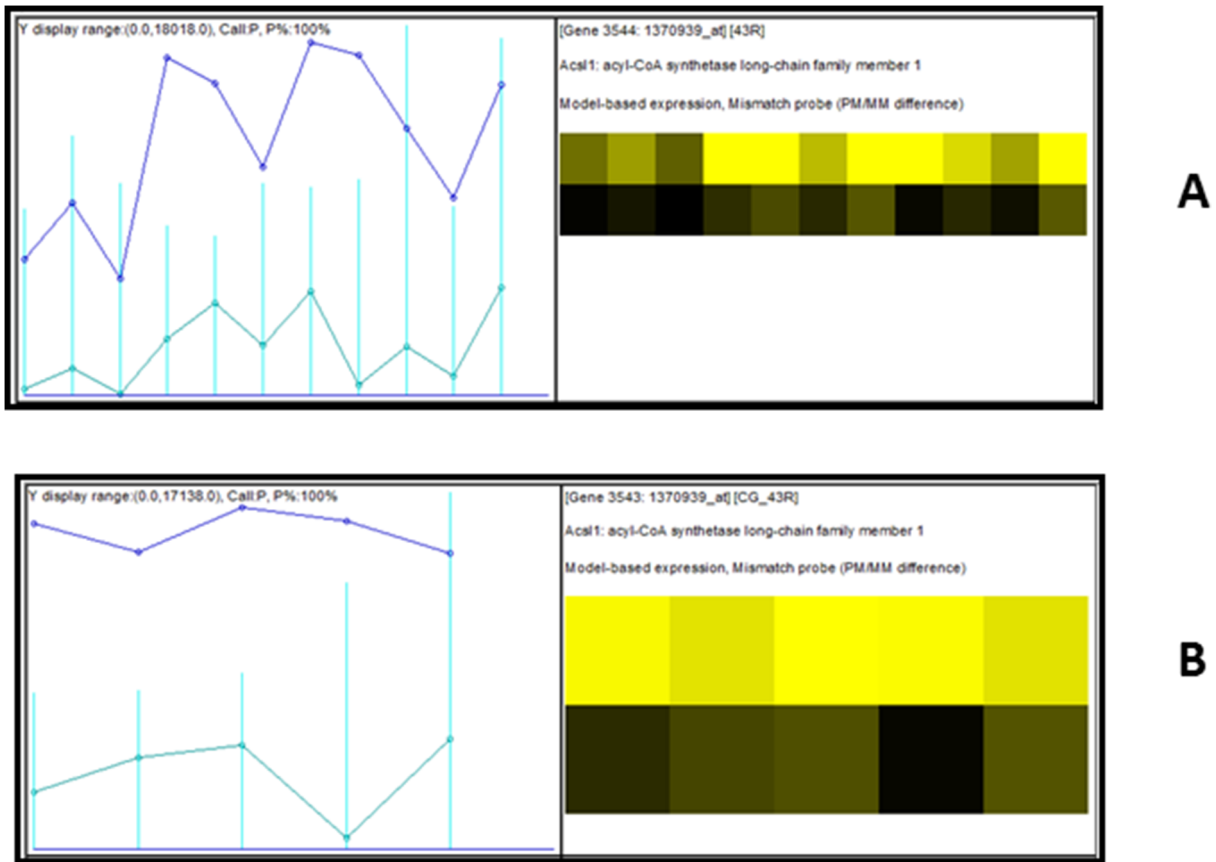 Y display range:(0.0,18018.0), Call:P, P%:100%
[Gene 3544: 1370939_at] [43R]
Acsl1: acyl-CoA synthetase long-chain family member 1
Model-based expression, Mismatch probe (PM/MM difference)
A
Y display range:(0.0,17138.0), Call:P, P%:100%
[Gene 3543: 1370939_at] [CG_43R]
Acsl1: acyl-CoA synthetase long-chain family member 1
Model-based expression, Mismatch probe (PM/MM difference)
B